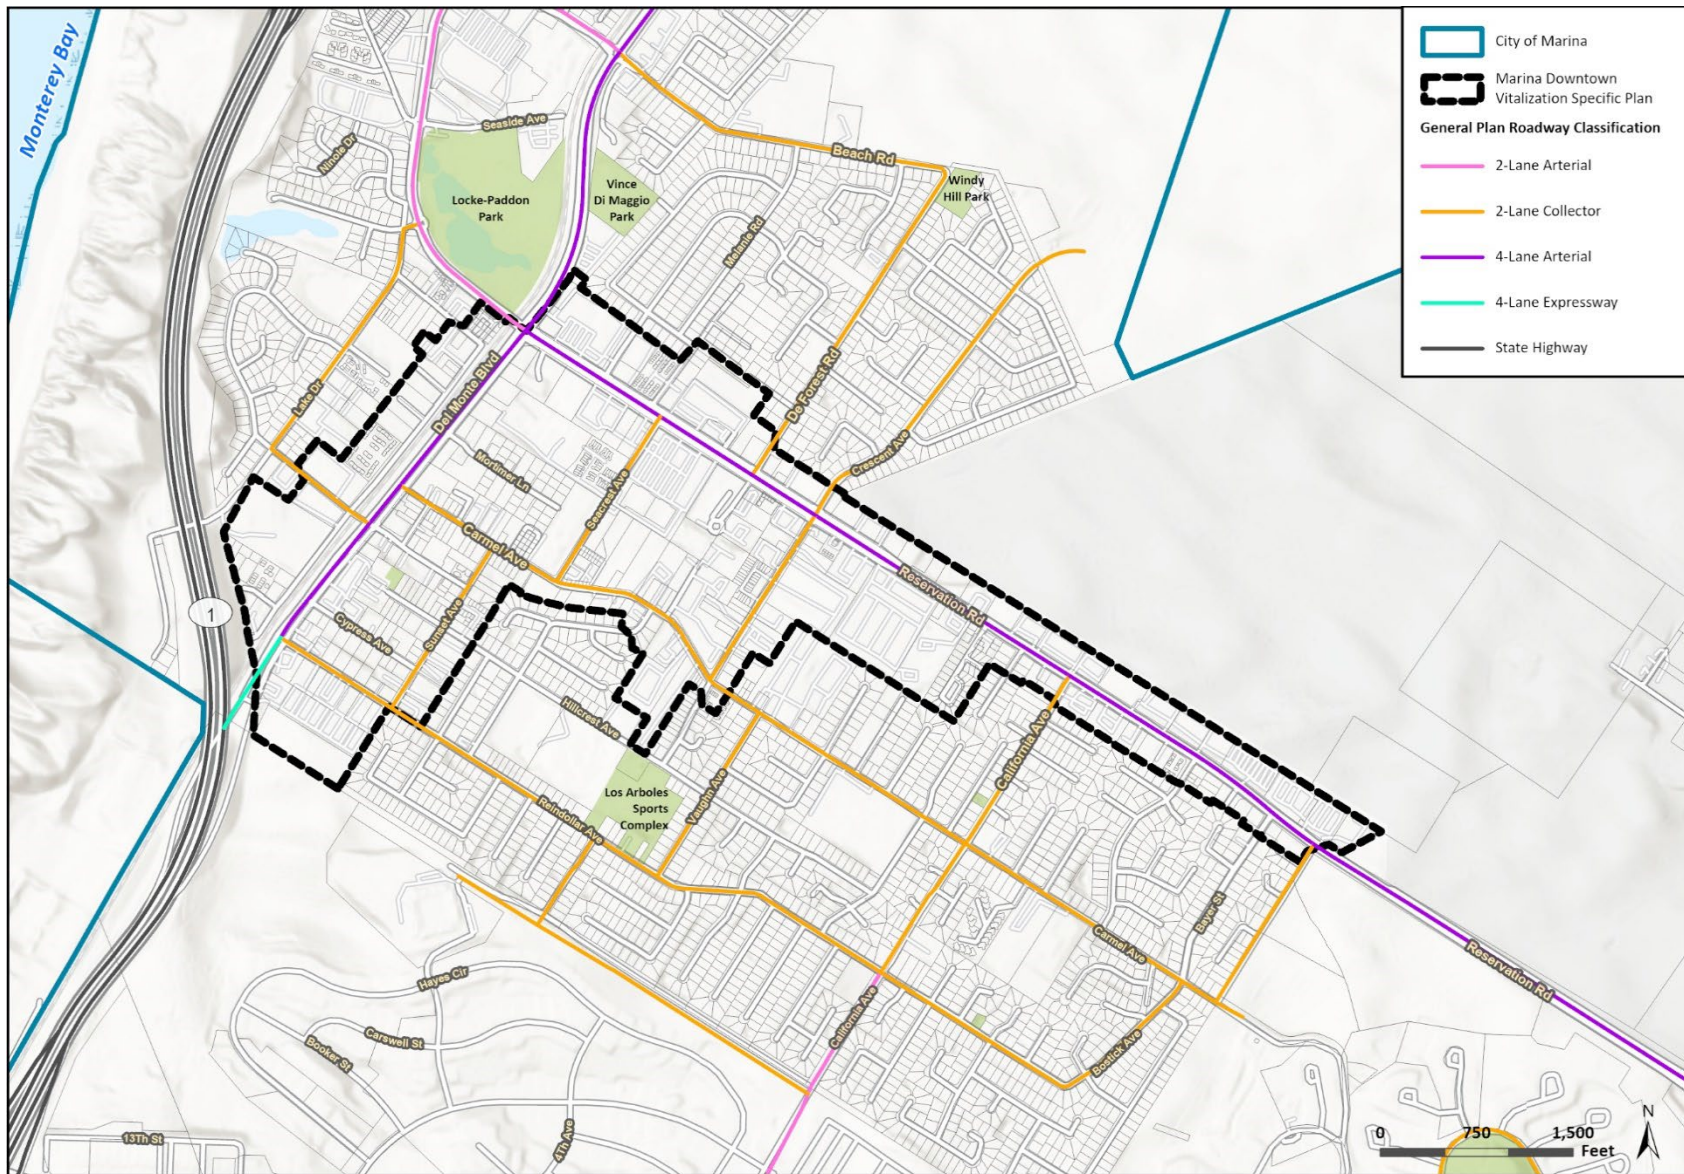 City of Marina
Marina Downtown
Vitalization Specific Plan
General Plan Roadway Classification
2-Lane Arterial
2-Lane Collector
4-Lane Arterial
4-Lane Expressway
State Highway
Monterey Bay
Seaside Ave
Ninole Dr
Locke-Paddon
Park
Vince
Di Maggio
Park
Beach Rd
Windy
Hill Park
Melanie Rd
Lake Dr
Del Monte Blvd
De Forest Rd
Crescent Ave
Mortimer Ln
Seacrest Ave
Carmel Ave
Reservation Rd
1
Cypress Ave
Sunset Ave
Hillcrest Ave
California Ave
Los Arboles
Sports
Complex
Vaughn Ave
Reindollar Ave
Bayer St
Carmel Ave
Reservation Rd
Hayes Cir
California Ave
Carswell St
Booker St
Bostick Ave
13Th St
4Th Ave
N
0 750 1,500
Feet